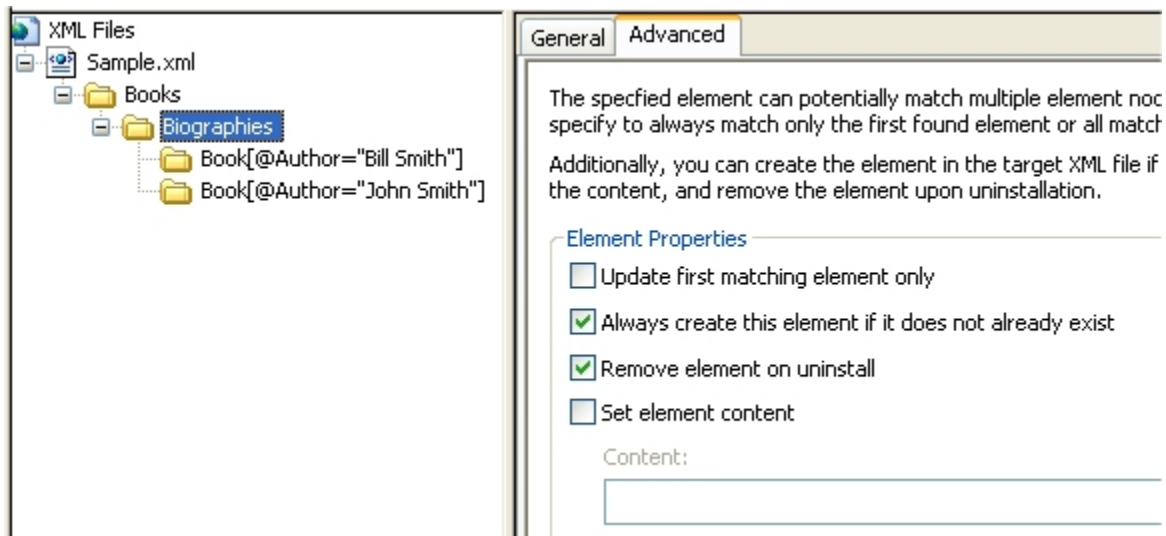 XML Files
Sample.xml
Books
Biographies
Book[@Author="Bill Smith"]
Book[@Author="John Smith"]
General
Advanced
The specfied element can potentially match multiple element
specify to always match only the first found element or all
Additionally, you can create the element in the target XML file if
the content, and remove the element upon uninstallation.
Element Properties
Update first matching element only
Always create this element if it does not already exist
Remove element on uninstall
Set element content
Content: